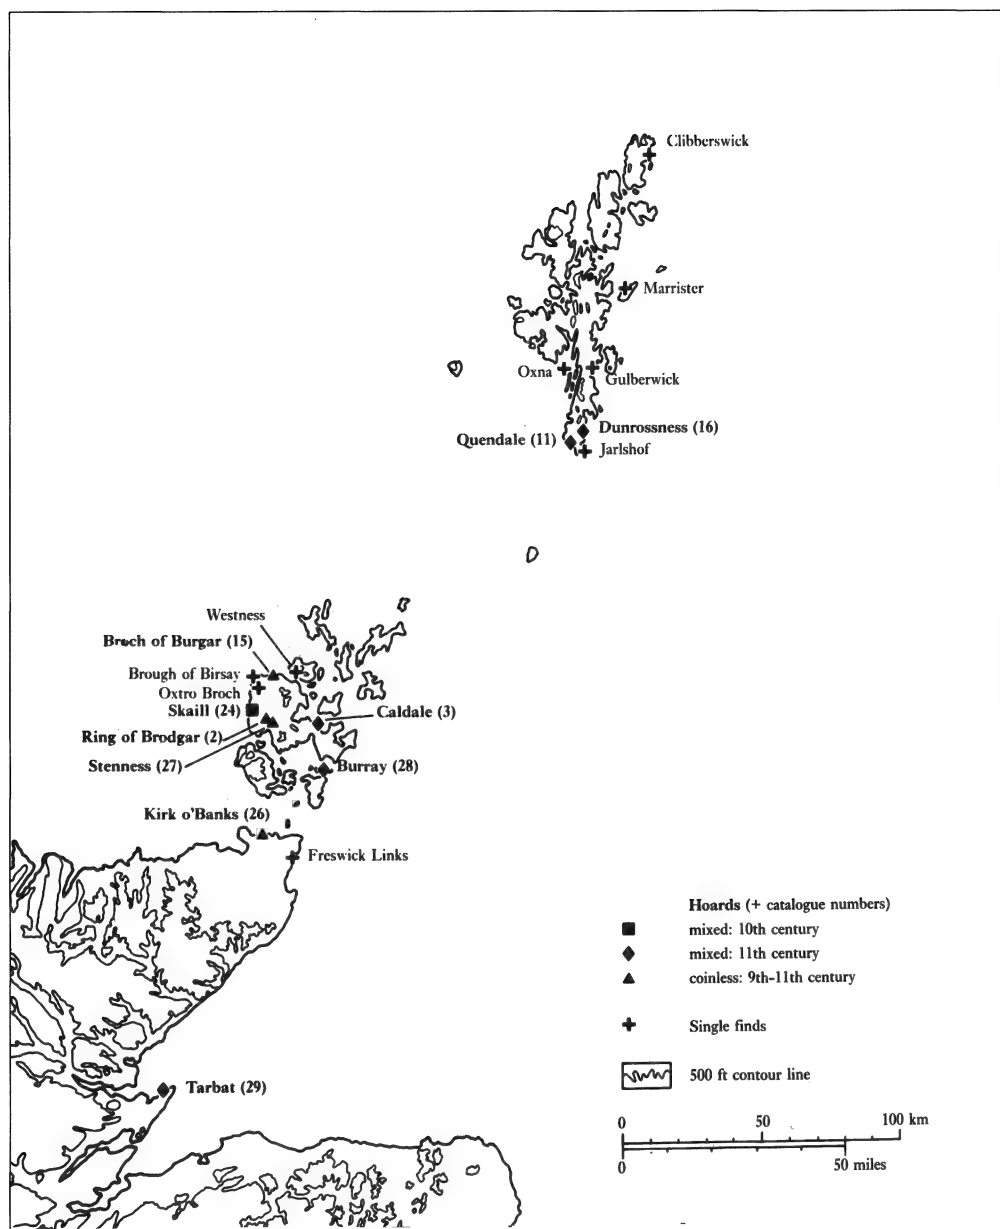 Clibberswick
Marrister
Oxna
Gulberwick
Dunrossness (16)
Quendale (11)
Jarlshof
Westness
Broch of Burgar (15)
Brough of Birsay
Oxtro Broch
Skaill (24)
Caldale (3)
Ring of Brodgar (2)
Stenness (27)
Burray (28)
Kirk o'Banks (26)
Freswick Links
Hoards (+ catalogue numbers)
mixed: 10th century
mixed: 11th century
coinless: 9th-11th century
Single finds
500 ft contour line
Tarbat (29)
0 50 100 km
0 50 miles